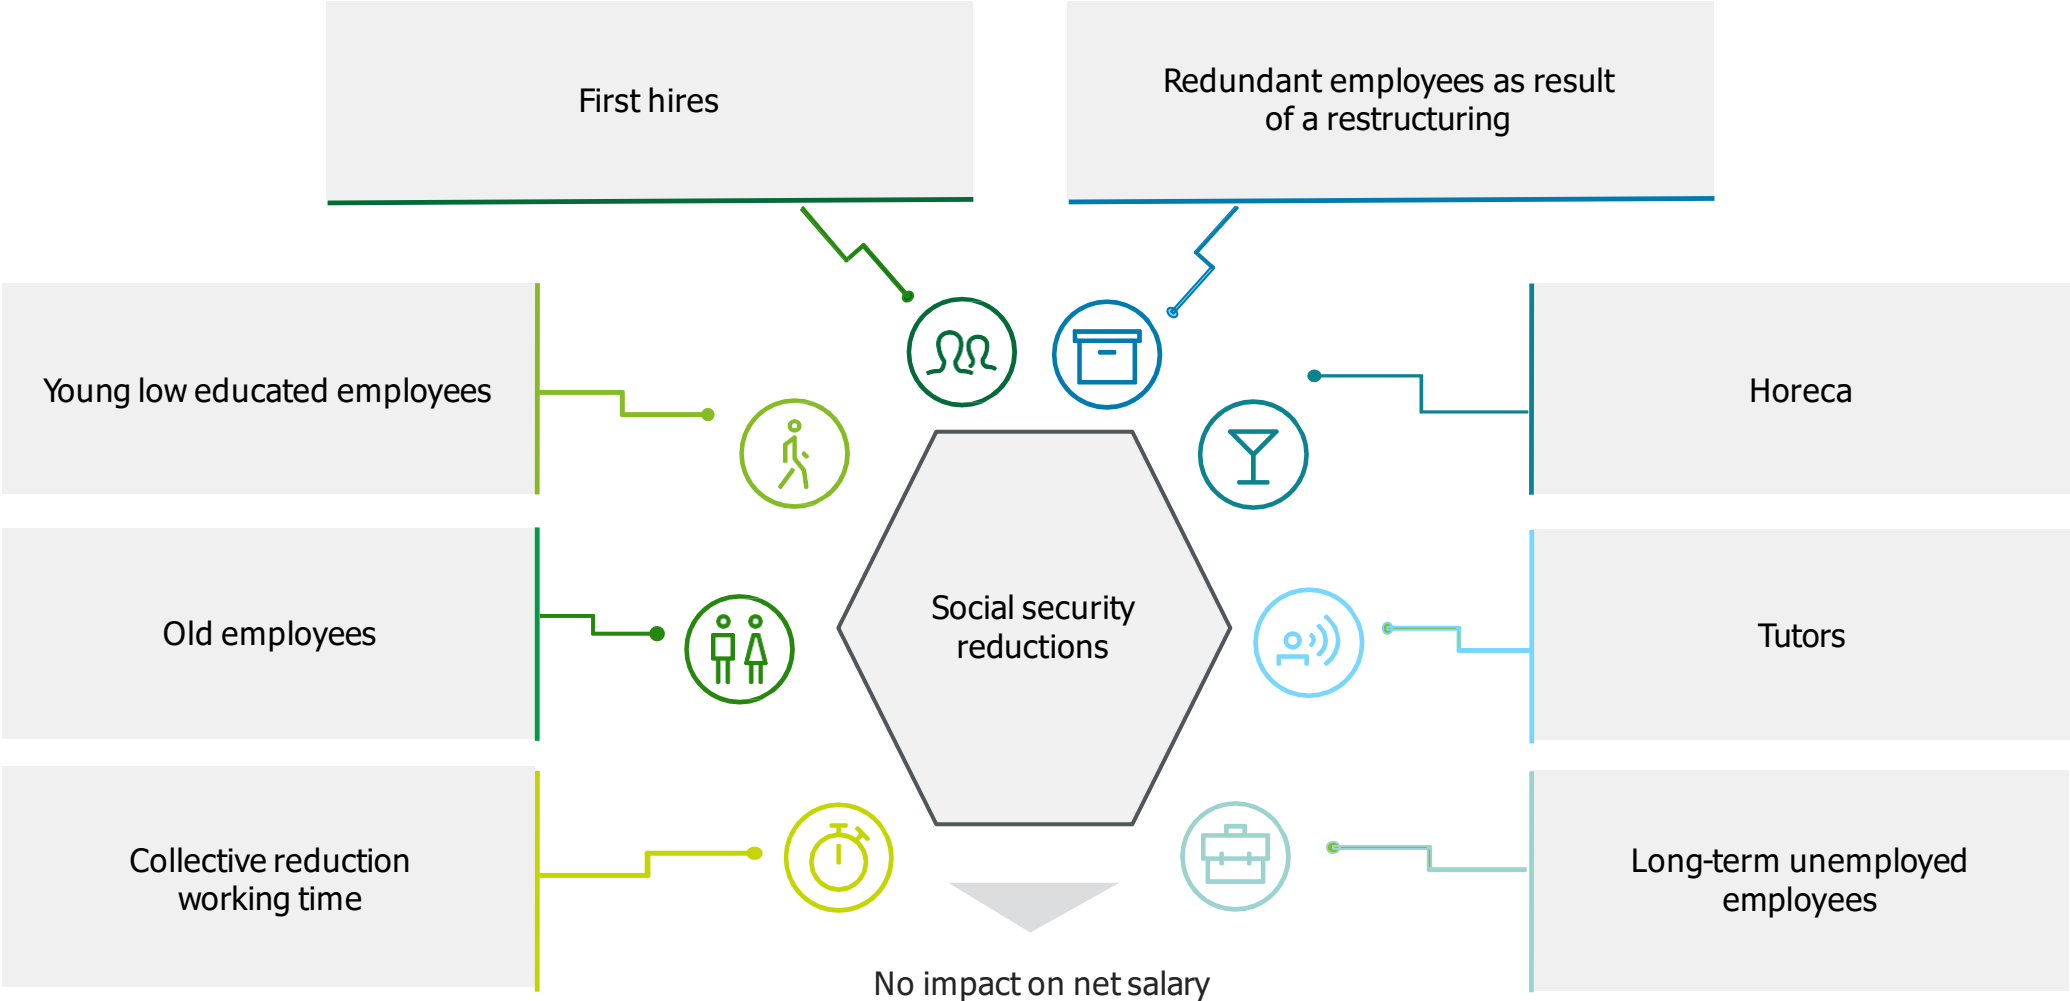 First hires
Redundant employees as result
of a restructuring
Young low educated employees
Horeca
Old employees
Social security
reductions
Tutors
Collective reduction
working time
Long-term unemployed
employees
No impact on net salary